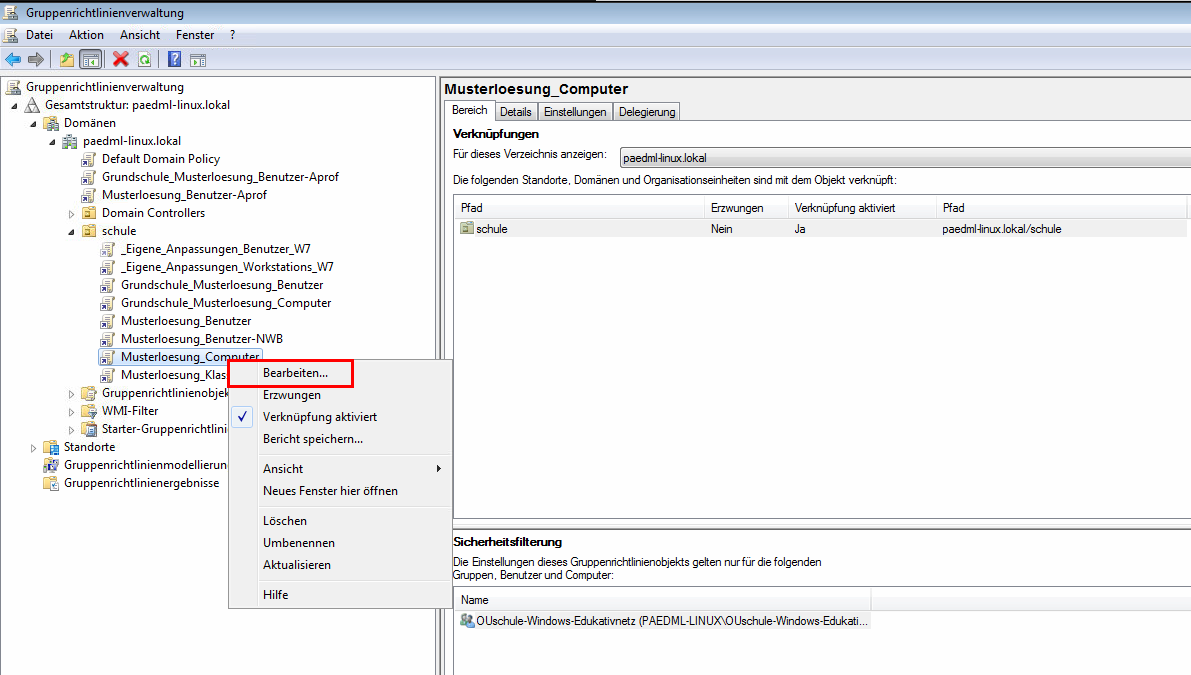 Gruppenrichtlinienverwaltung
Datei Aktion Ansicht Fenster ?
Gruppenrichtlinienverwaltung
Gesamtstruktur: paedml-linux.lokal
Domänen
paedml-linux.lokal
Default Domain Policy
Grundschule_Musterloesung_Benutzer-Aprof
Musterloesung_Benutzer-Aprof
Domain Controllers
schule
_Eigene_Anpassungen_Benutzer_W7
_Eigene_Anpassungen_Workstations_W7
Grundschule_Musterloesung_Benutzer
Grundschule_Musterloesung_Computer
Musterloesung_Benutzer
Musterloesung_Benutzer-NWB
Musterloesung_Computer
Musterloesung_Klas
Gruppenrichtlinienobjek
WMI-Filter
Starter-Gruppenrichtlini
Standorte
Gruppenrichtlinienmodellierun
Gruppenrichtlinienergebnisse
Bearbeiten...
Erzwungen
Verknüpfung aktiviert
Bericht speichern...
Ansicht
Neues Fenster hier öffnen
Löschen
Umbenennen
Aktualisieren
Hilfe
Musterloesung_Computer
Bereich Details Einstellungen Delegierung
Verknüpfungen
Für dieses Verzeichnis anzeigen: paedml-linux.lokal
Die folgenden Standorte, Domänen und Organisationseinheiten sind mit dem Objekt verknüpft:
Pfad Erzwungen Verknüpfung aktiviert Pfad
schule Nein Ja paedml-linux.lokal/schule
Sicherheitsfilterung
Die Einstellungen dieses Gruppenrichtlinienobjekts gelten nur für die folgenden
Gruppen, Benutzer und Computer:
Name
OUschule-Windows-Edukativnetz (PAEDML-LINUX\OUschule-Windows-Edukati...